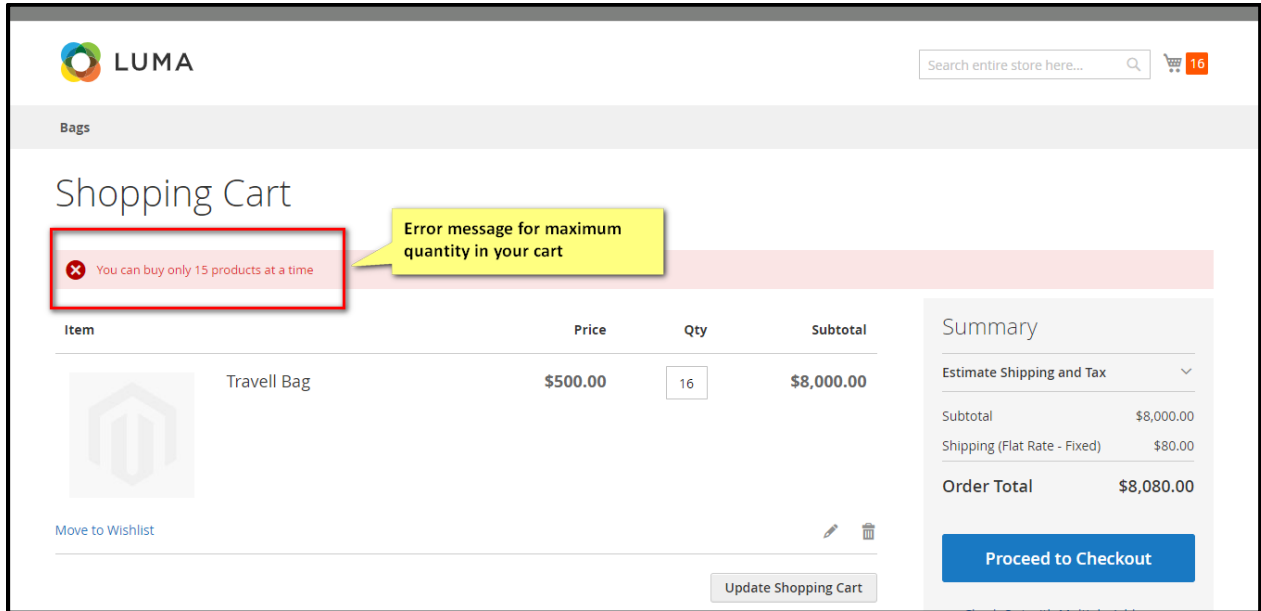 LUMA
Search entire store here...
16
Bags
Shopping Cart
Error message for maximum
quantity in your cart
You can buy only 15 products at a time
Item Price Qty Subtotal
Travell Bag $500.00 16 $8,000.00
Move to Wishlist
Update Shopping Cart
Summary
Estimate Shipping and Tax
Subtotal $8,000.00
Shipping (Flat Rate - Fixed) $80.00
Order Total $8,080.00
Proceed to Checkout